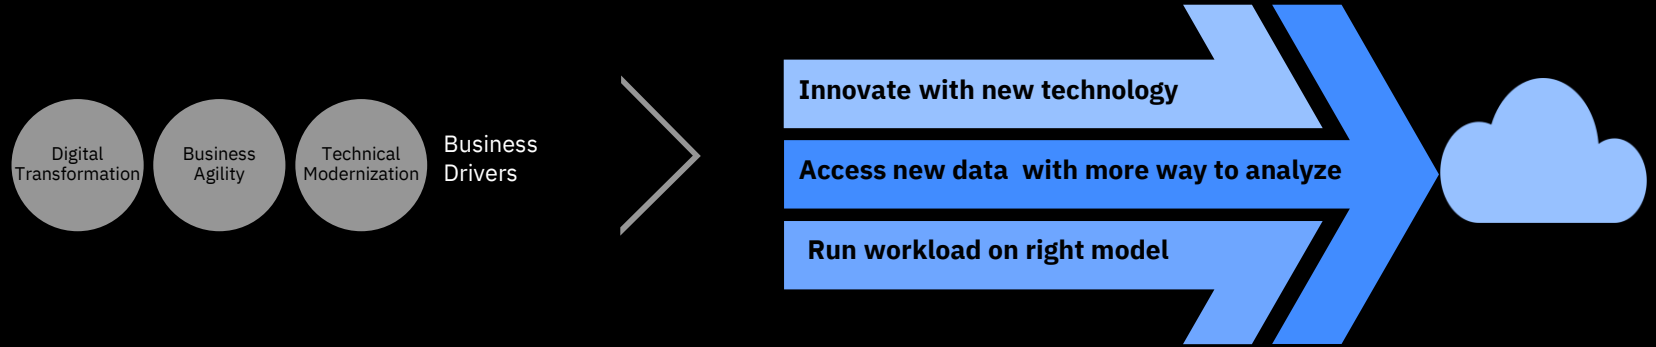 Digital
Transformation
Business
Agility
Technical
Modernization
Business
Drivers
Innovate with new technology
Access new data  with more way to analyze
Run workload on right model